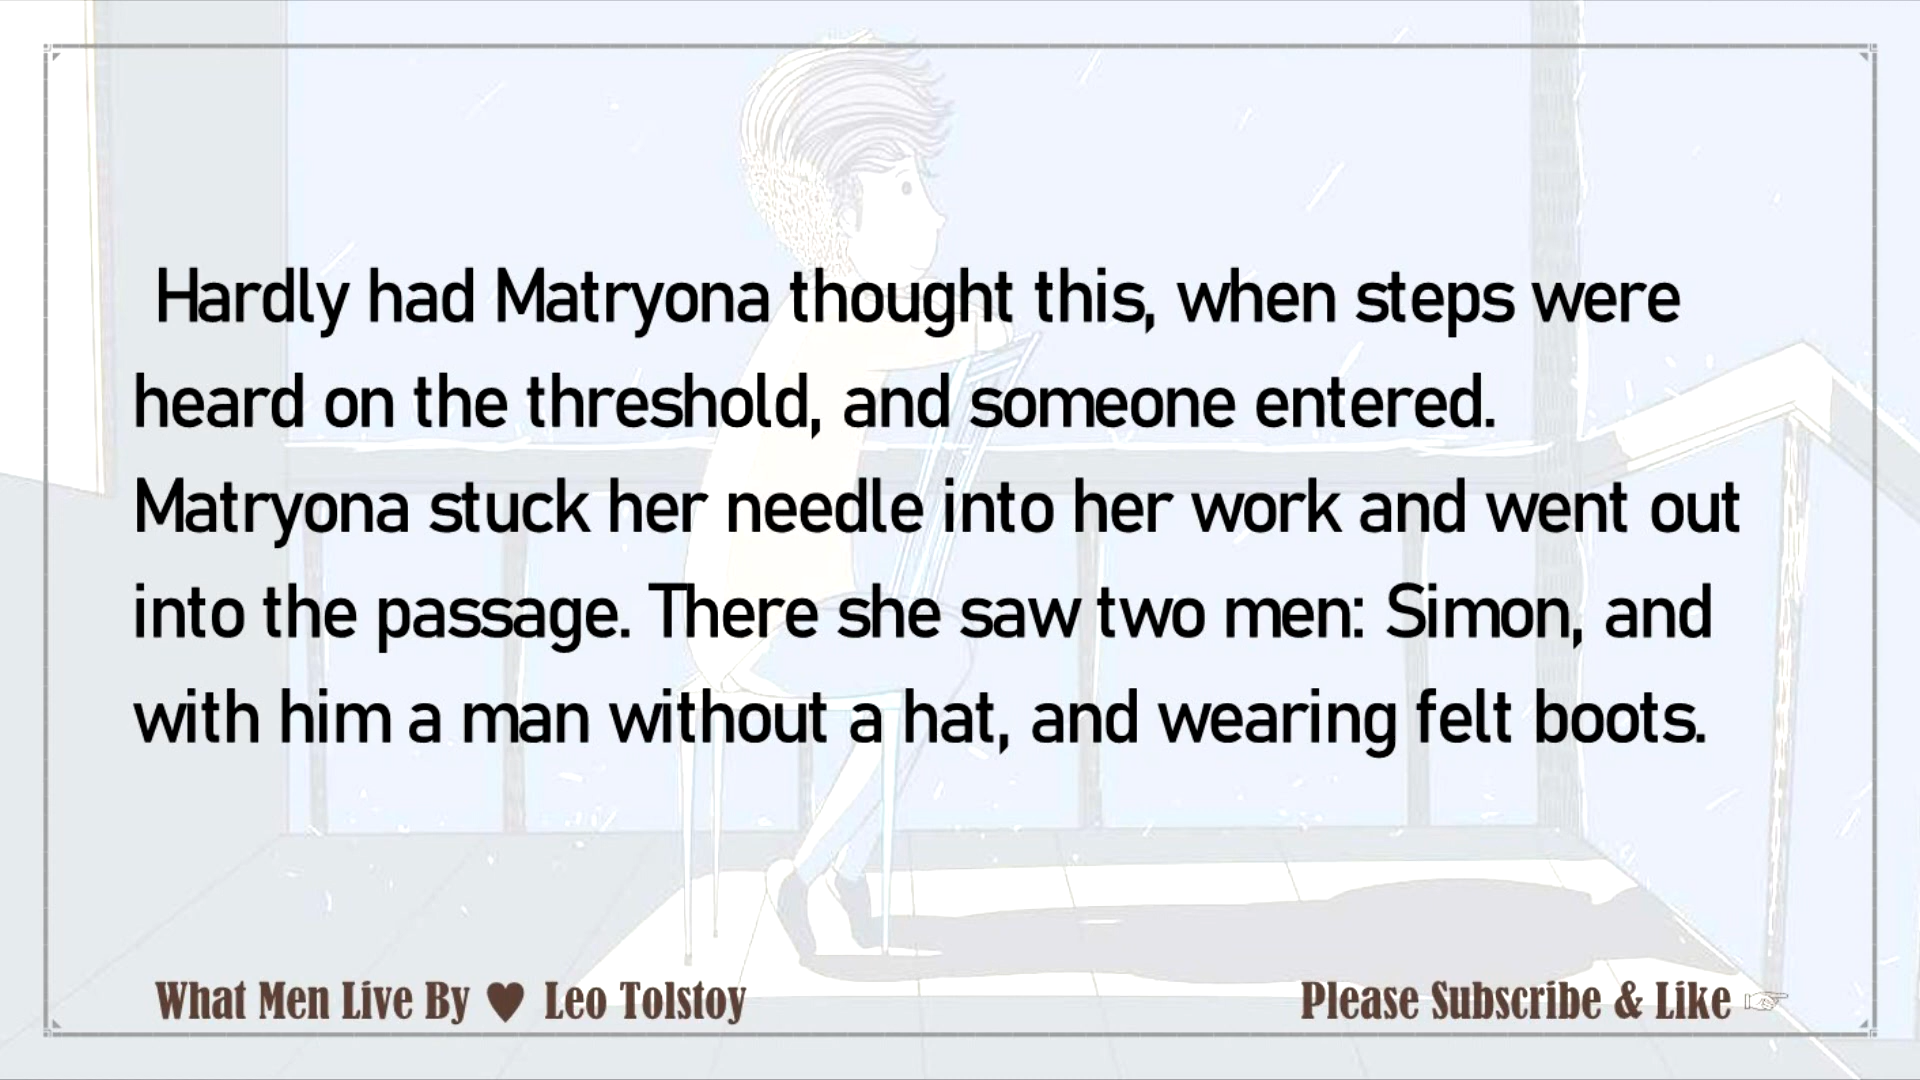 Hardly had Matryona thought this, when steps were
heard on the threshold, and someone entered.
Matryona stuck her needle into her work and went out
into the passage. There she saw two men: Simon, and
with him a man without a hat, and wearing felt boots.
What Men Live By ♥ Leo Tolstoy
Please Subscribe & Like ☞